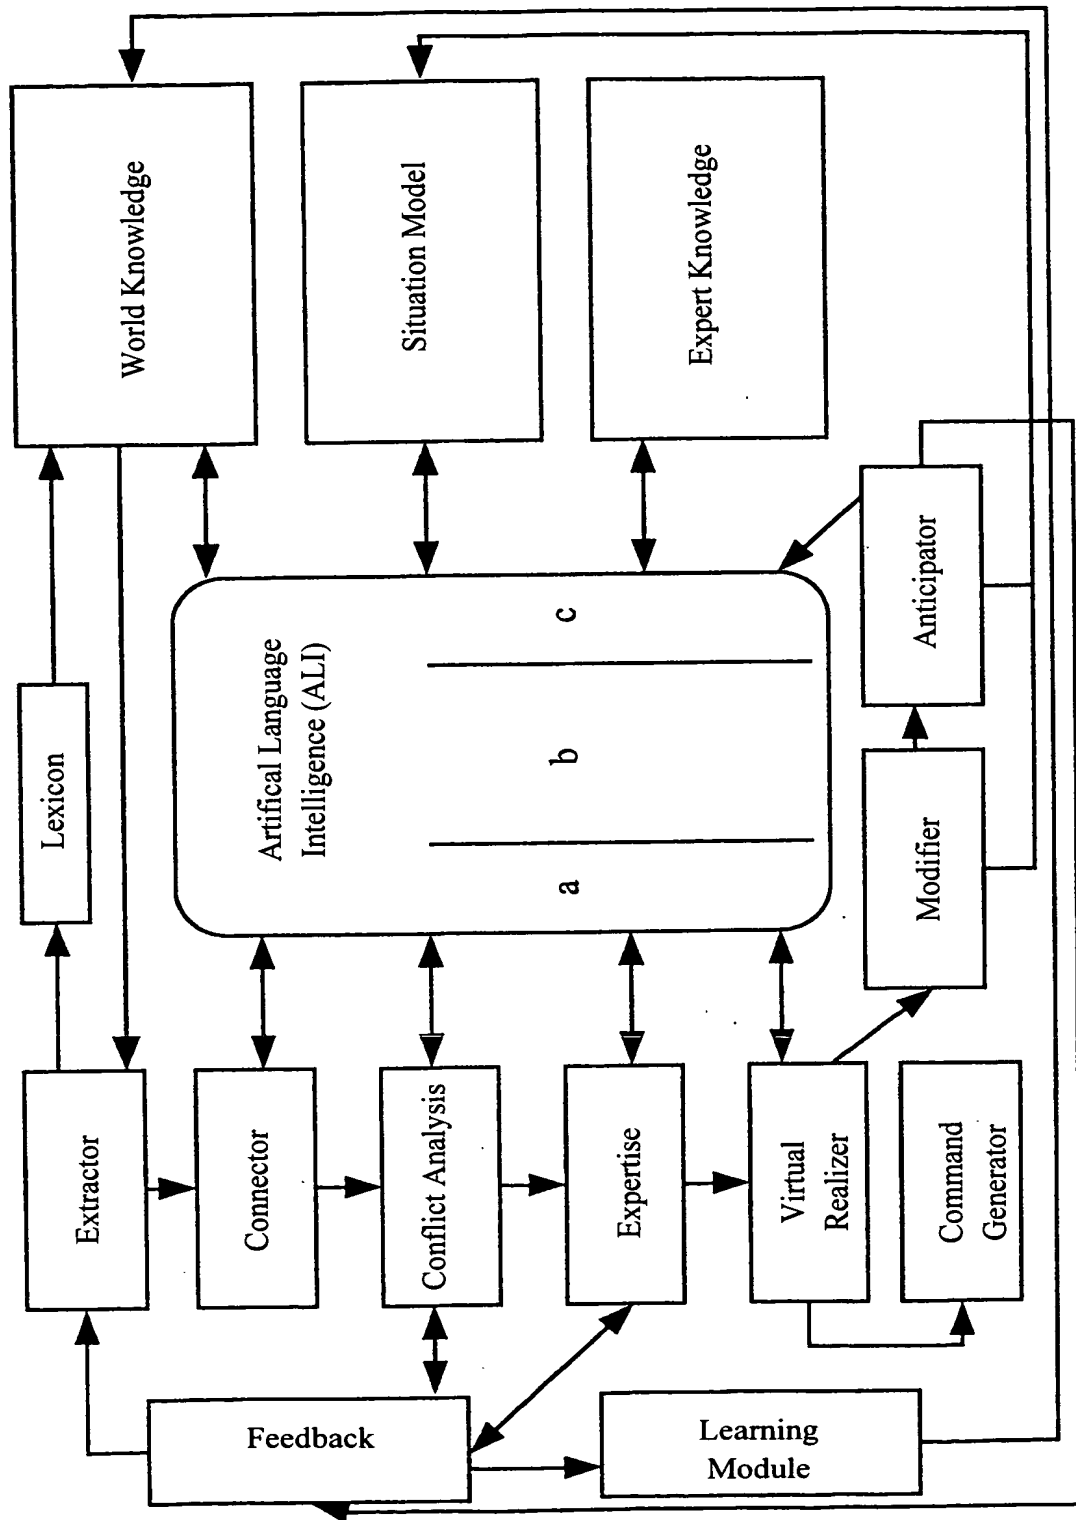 World Knowledge
Situation Model
Expert Knowledge
Lexicon
Artifical Language
Intelligence (ALI)
a
b
c
Anticipator
Modifier
Extractor
Connector
Conflict Analysis
Expertise
Virtual
Realizer
Command
Generator
Feedback
Learning
Module